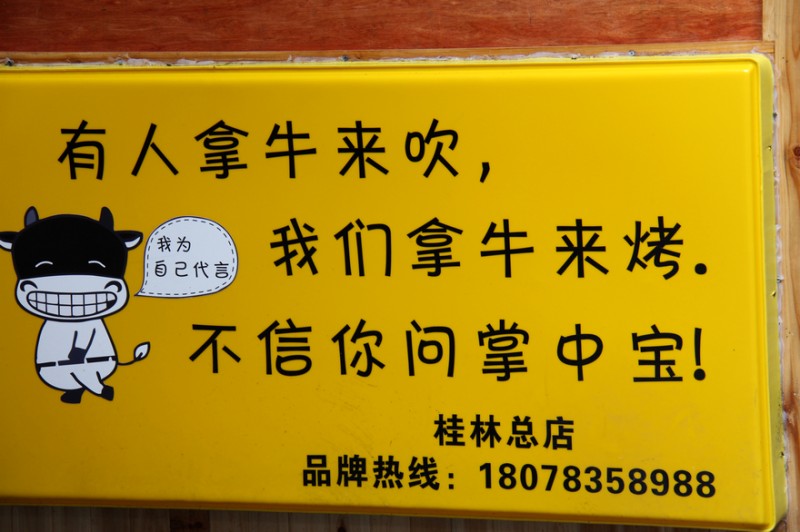 有人拿牛来吹,
我们拿牛来烤.
我为
自己代言
不信你问掌中宝!
桂林总店
品牌热线：18078358988